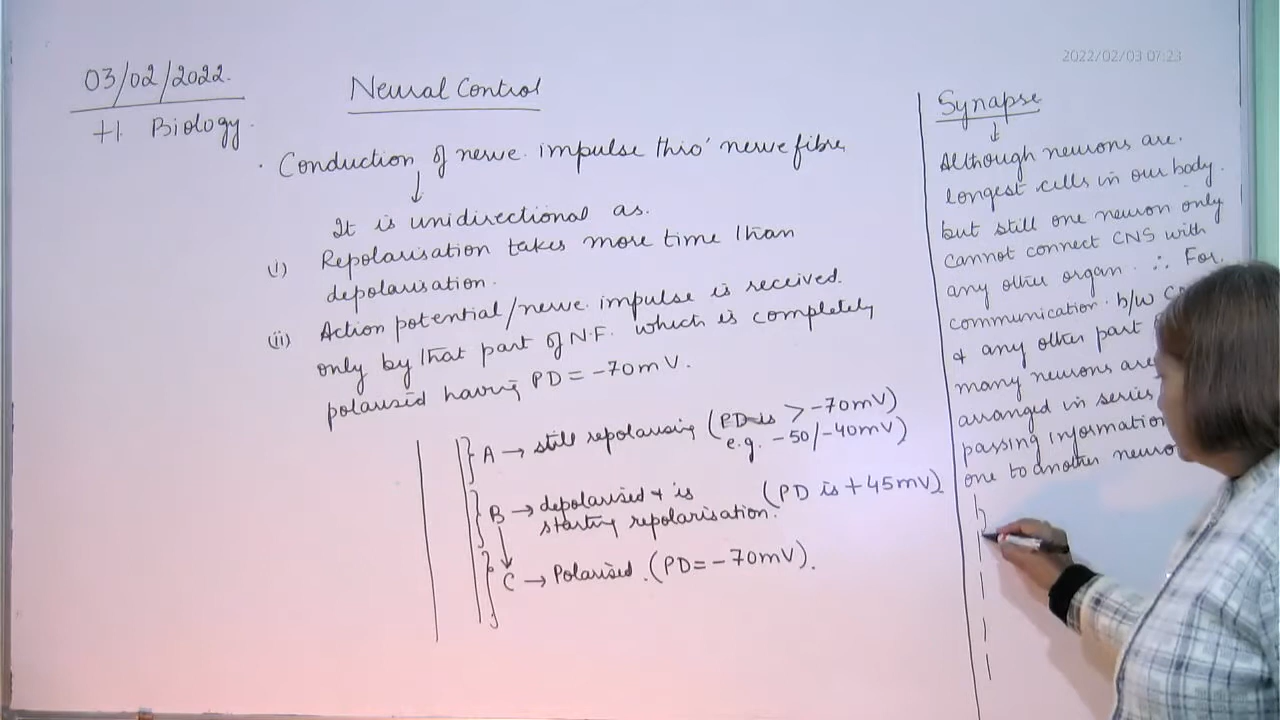 2022/02/03 07:23
03/02/2022.
H. Biology.
Neural Control
. Conduction of nerve impulse thro' nerve fibre
↓
It is unidirectional as.
(i) Repolarisation takes more time than
depolarisation.
(ii) Action potential/nerve impulse is received.
only by that part of N.F. which is completely
polarised having PD = -70mV.
A → still repolarising (PD is > -70mV)
e.g. -50/-40mV)
B → depolarised & is (PD is +45mV)
starting repolarisation.
C → Polarised. (PD = -70mV).
Synapse
↓
Although neurons are.
longest cells in our body.
but still one neuron only
cannot connect CNS with
any other organ. ∴ For
communication. b/w
& any other part
many neurons are
arranged in series
passing information
one to another